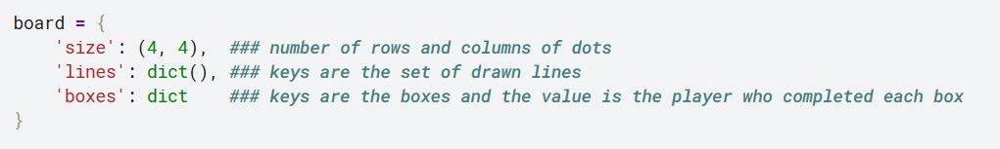 board = {
    'size': (4, 4),  ### number of rows and columns of dots
    'lines': dict(), ### keys are the set of drawn lines
    'boxes': dict    ### keys are the boxes and the value is the player who completed each box
}